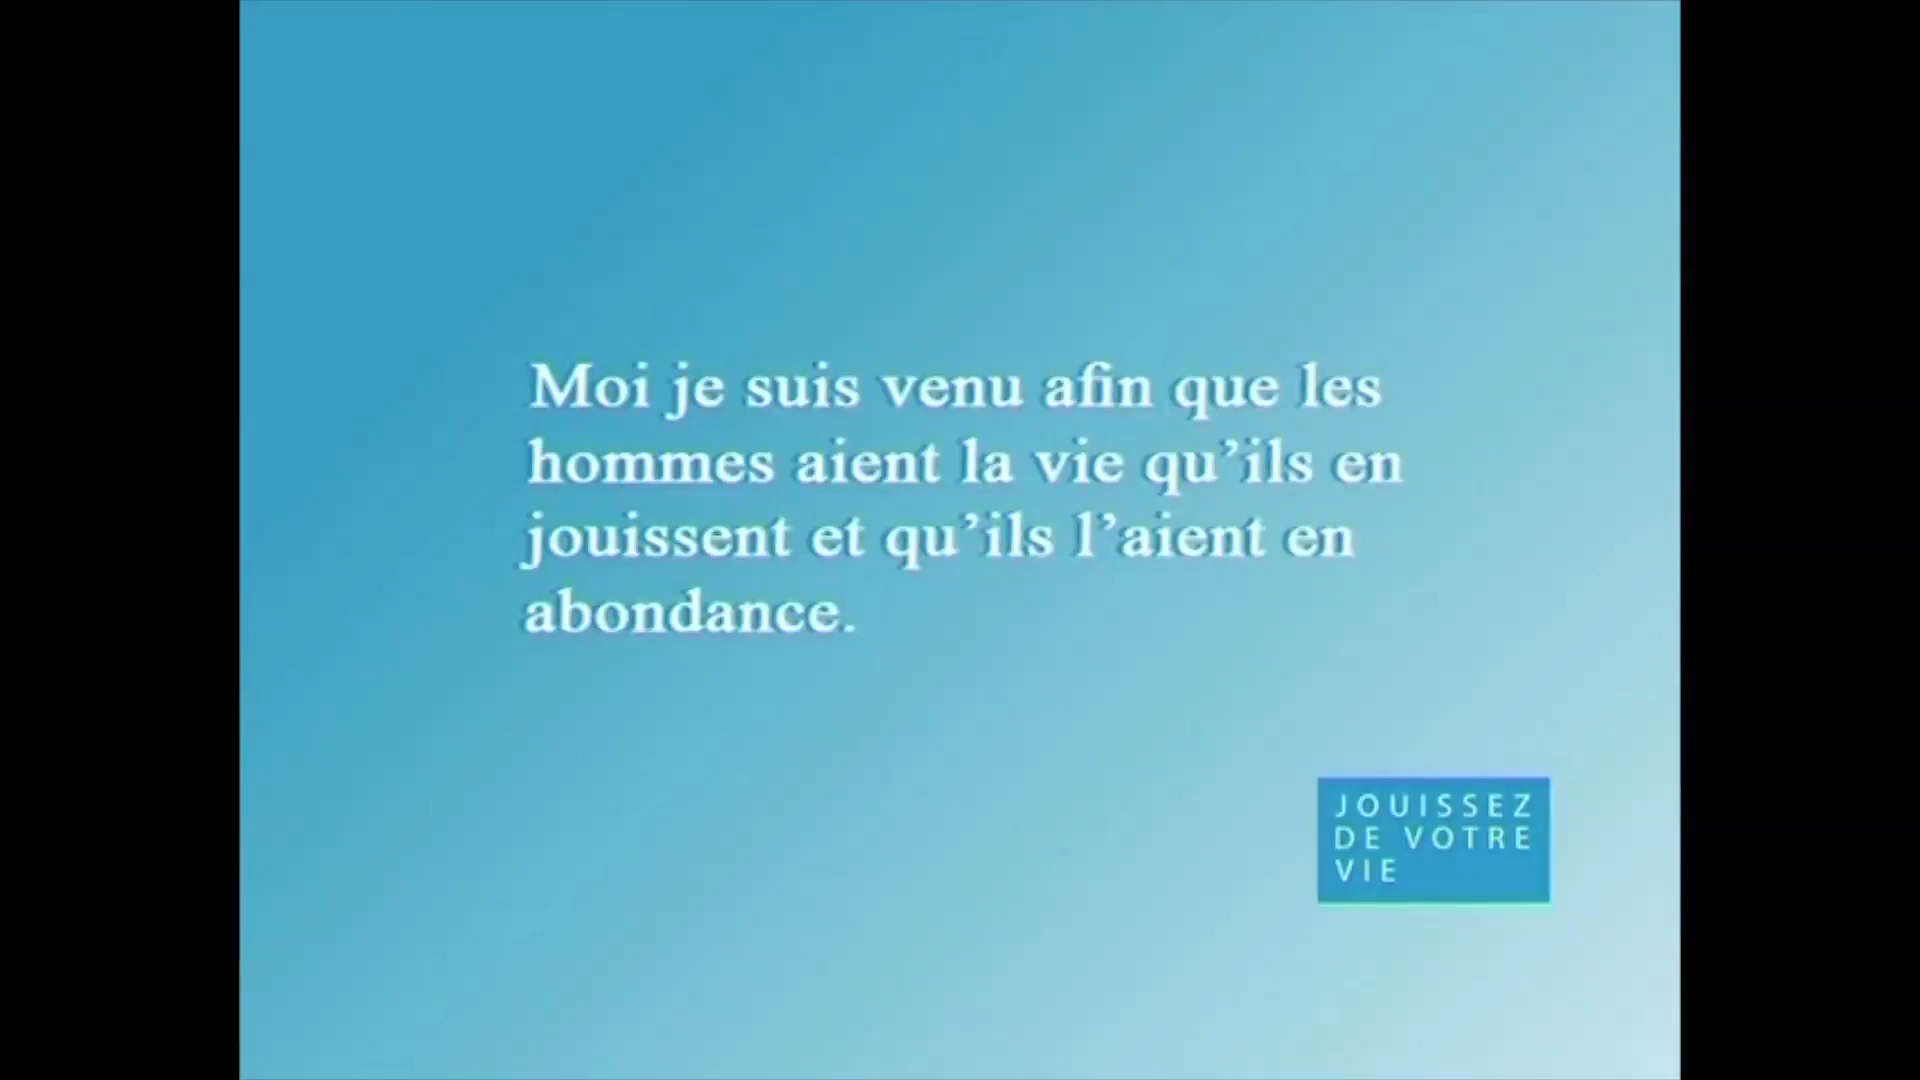 Moi je suis venu afin que les
hommes aient la vie qu’ils en
jouissent et qu’ils l’aient en
abondance.
JOUISSEZ
DE VOTRE
VIE